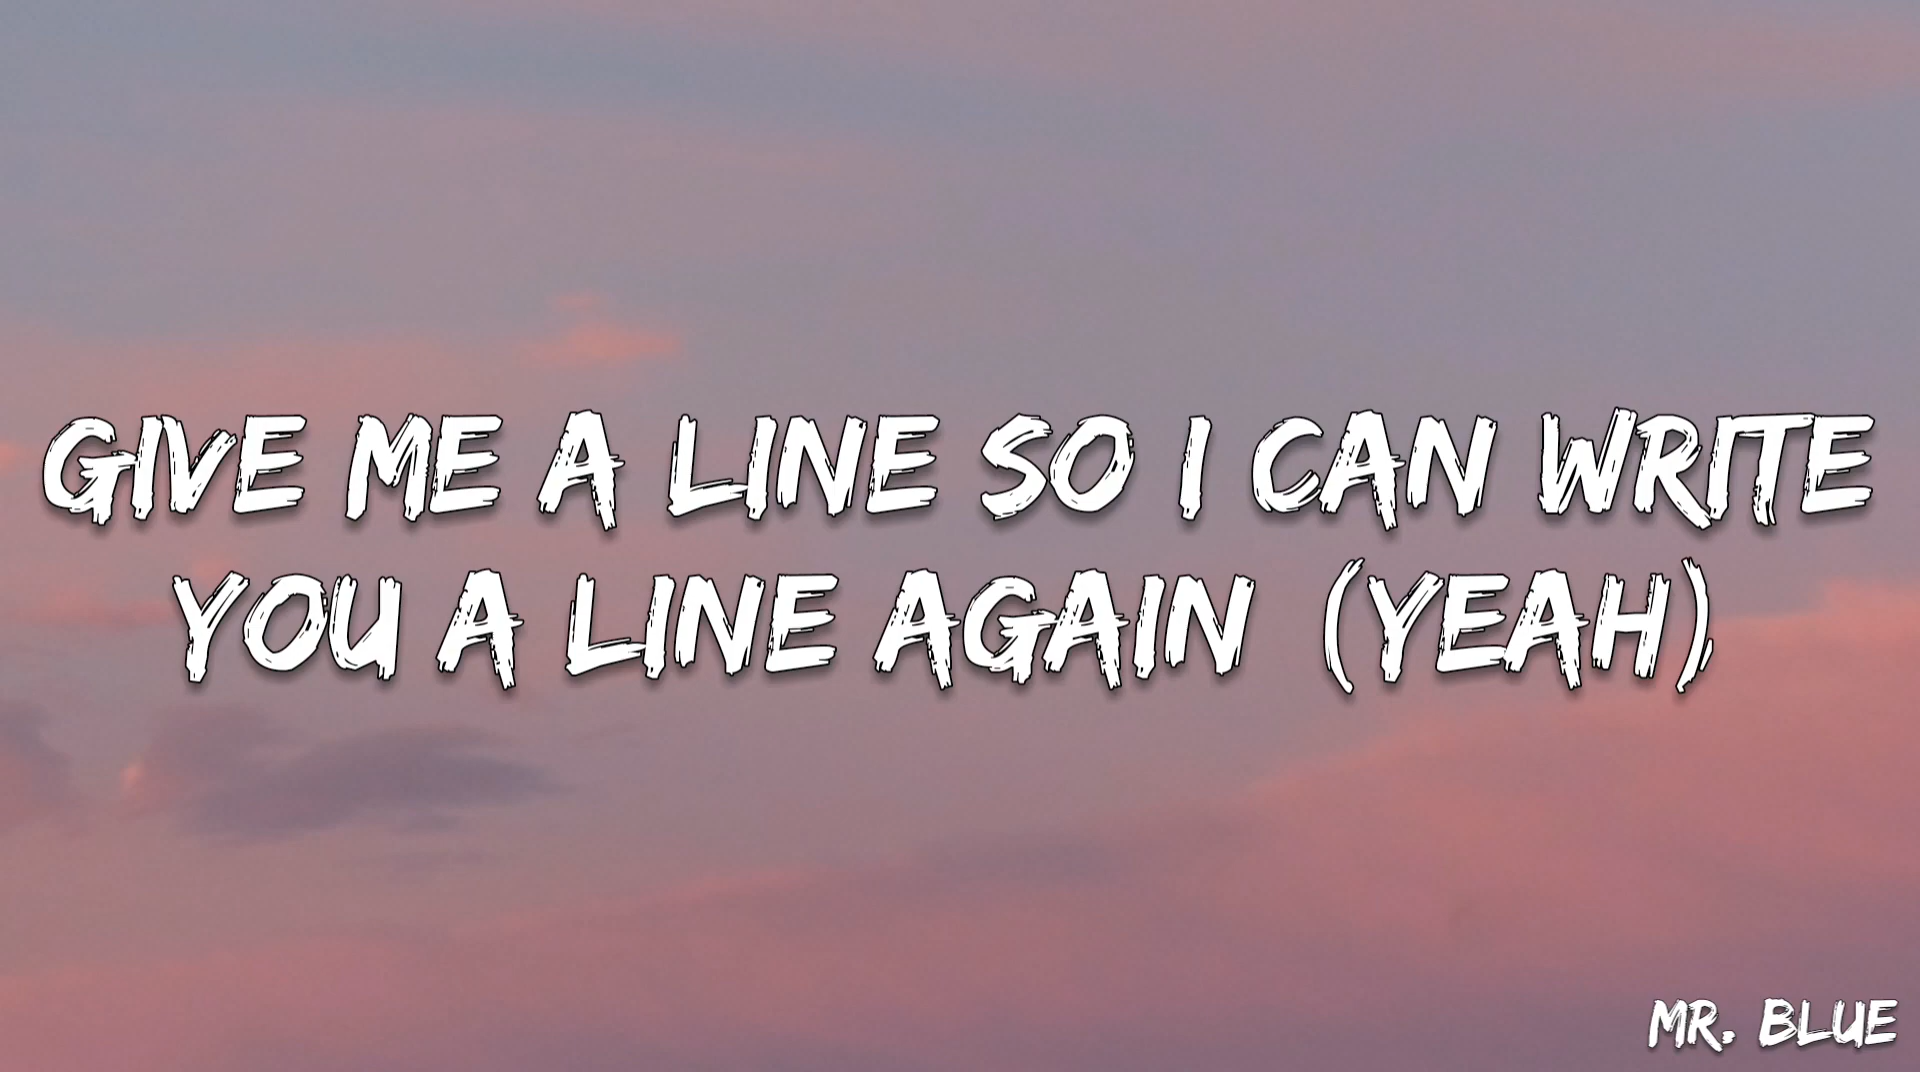 GIVE ME A LINE SO I CAN WRITE
YOU A LINE AGAIN (YEAH)
MR. BLUE